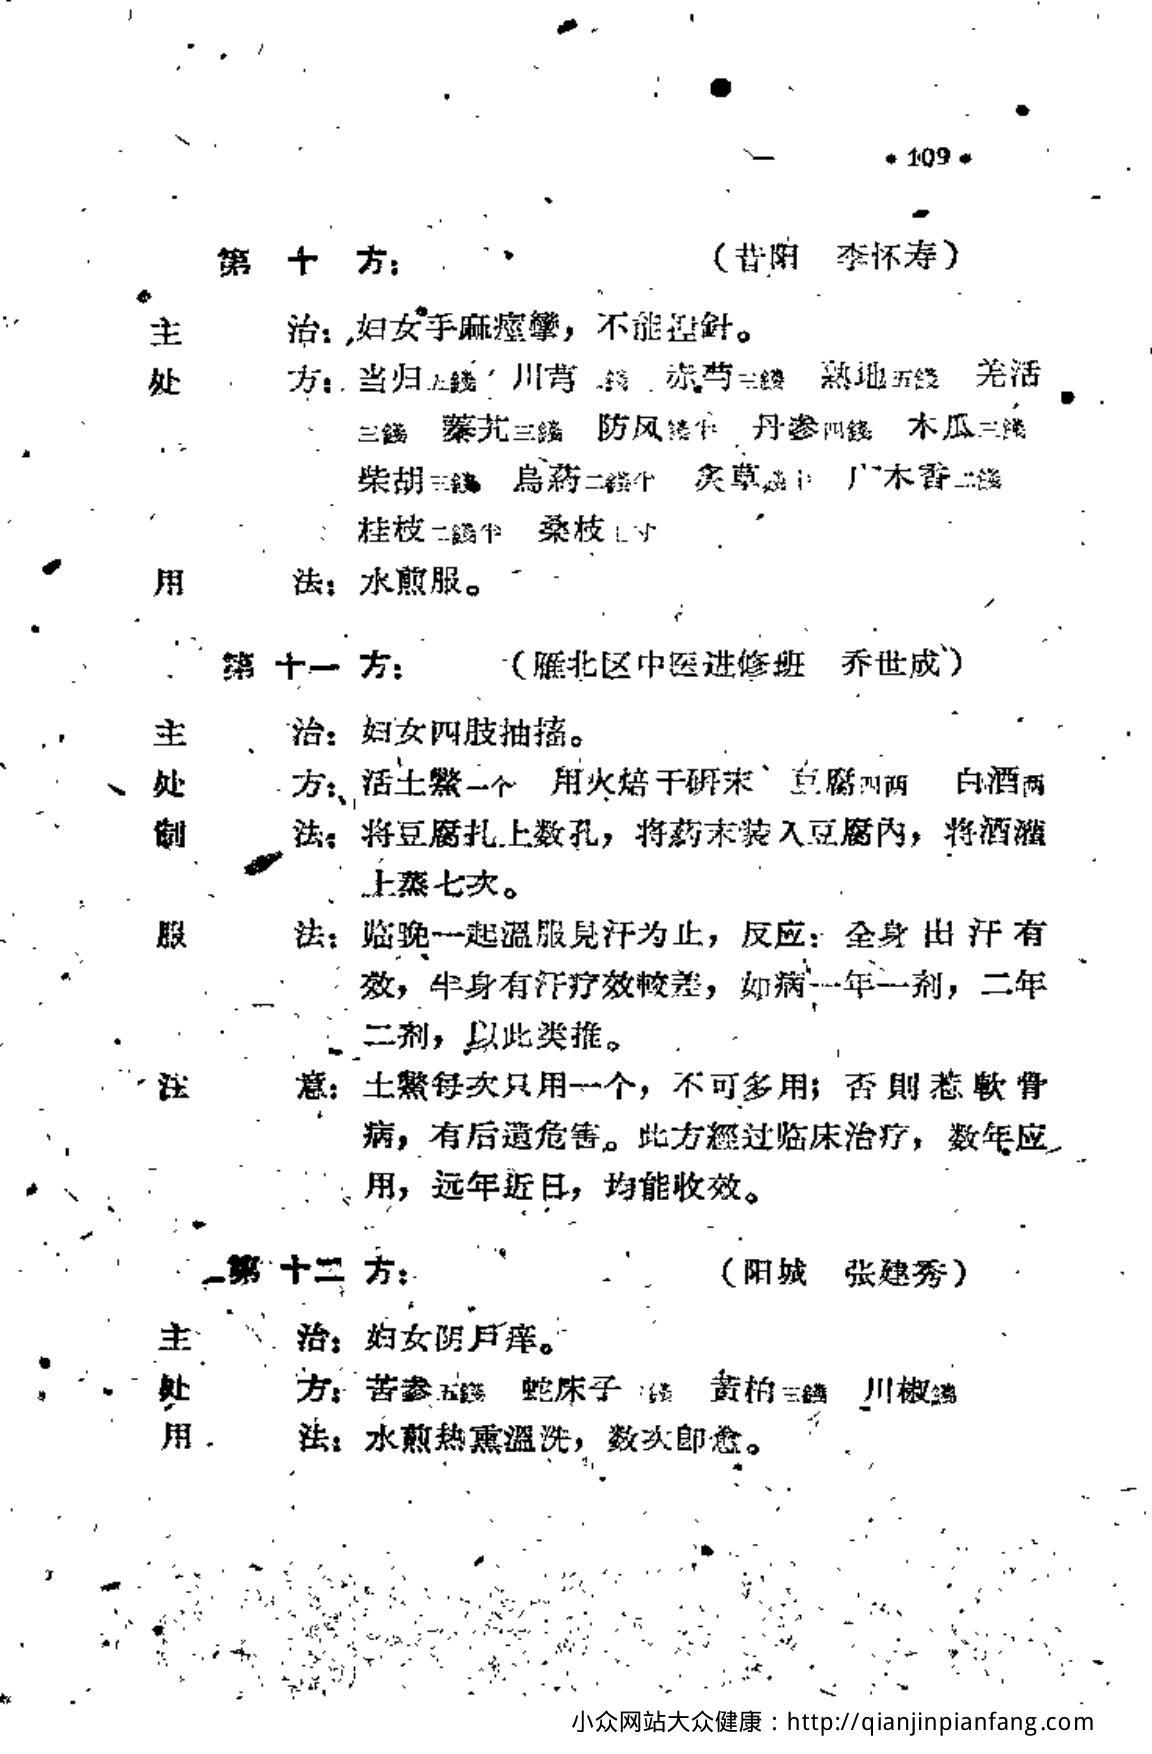 • 109 •
第十方：（昔阳 李怀寿）
主治：妇女手麻痙攣，不能捏針。
处方：当归 川芎 赤芍三錢 熟地五錢 羌活
三錢 蓁艽三錢 防风錢半 丹参四錢 木瓜三錢
柴胡三錢 烏葯二錢半 炙草 广木香二錢
桂枝二錢半 桑枝七寸
用法：水煎服。
第十一方：（雁北区中医进修班 乔世成）
主治：妇女四肢抽搐。
处方：活土鱉一个 用火焙干研末 豆腐四两 白酒两
制法：将豆腐扎上数孔，将葯末装入豆腐内，将酒灌
上蒸七次。
服法：临晚一起溫服見汗为止，反应：全身出汗有
效，半身有汗疗效較差，如病一年一剂，二年
二剂，以此类推。
注意：土鱉每次只用一个，不可多用；否則惹軟骨
病，有后遗危害。此方經过临床治疗，数年应
用，远年近日，均能收效。
第十二方：（阳城 张建秀）
主治：妇女阴戶痒。
处方：苦参五錢 蛇床子 錢 黄柏三錢 川椒錢
用法：水煎热熏溫洗，数次即愈。
小众网站大众健康：http://qianjinpianfang.com